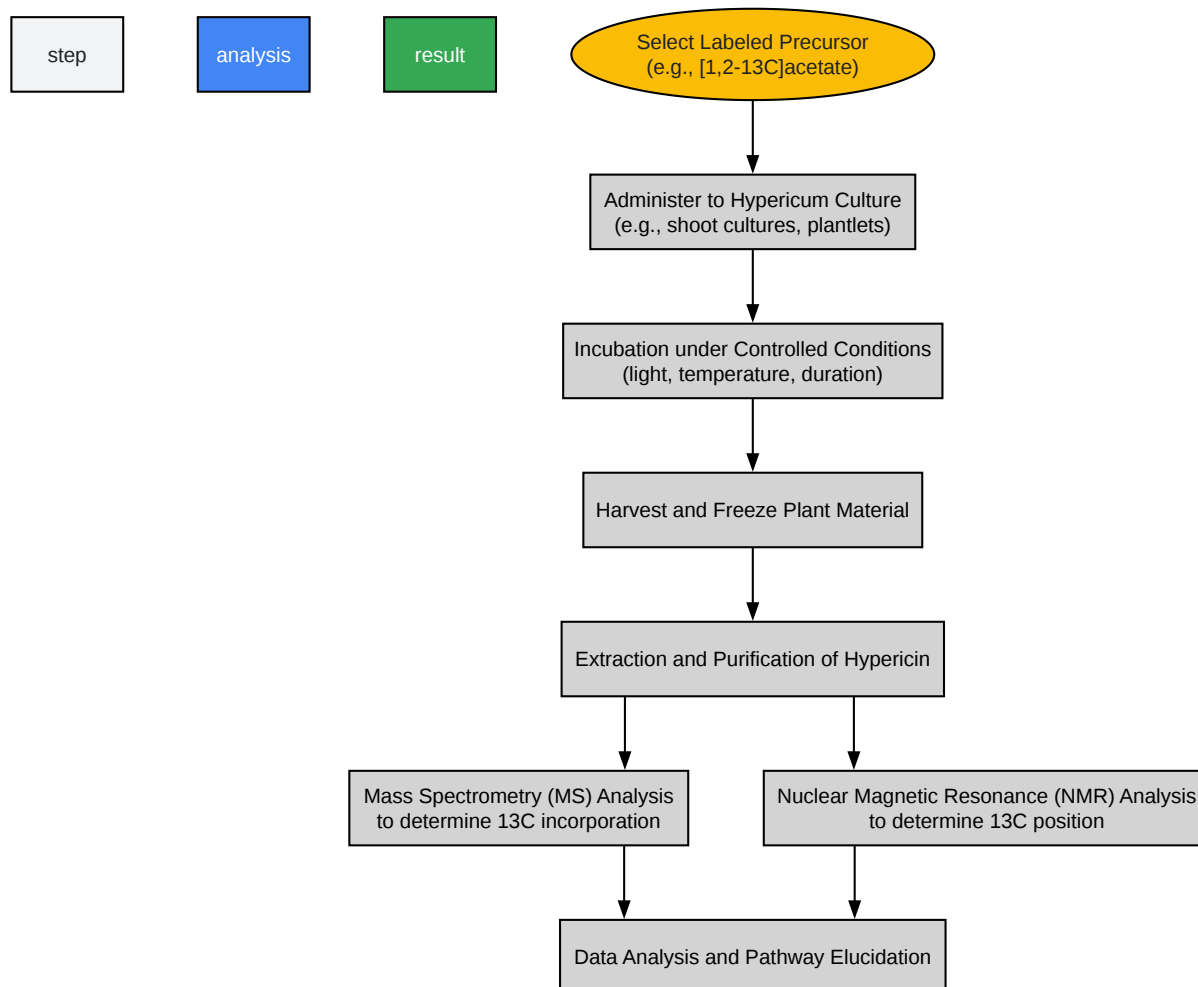 step
analysis
result
Select Labeled Precursor
(e.g., [1,2-13C]acetate)
Administer to Hypericum Culture
(e.g., shoot cultures, plantlets)
Incubation under Controlled Conditions
(light, temperature, duration)
Harvest and Freeze Plant Material
Extraction and Purification of Hypericin
Mass Spectrometry (MS) Analysis
to determine 13C incorporation
Nuclear Magnetic Resonance (NMR) Analysis
to determine 13C position
Data Analysis and Pathway Elucidation